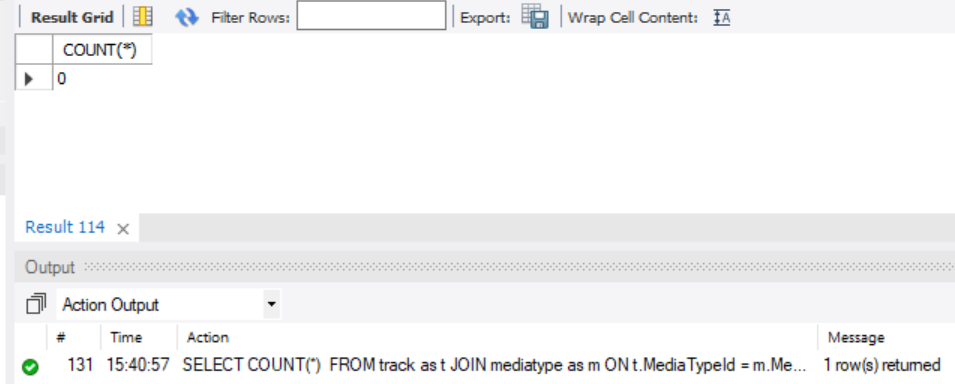 Result Grid Filter Rows: Export: Wrap Cell Content: IA
COUNT(*)
0
Result 114 ×
Output
Action Output
# Time Action Message
131 15:40:57 SELECT COUNT(*) FROM track as t JOIN mediatype as m ON t.MediaTypeId = m.Me... 1 row(s) returned